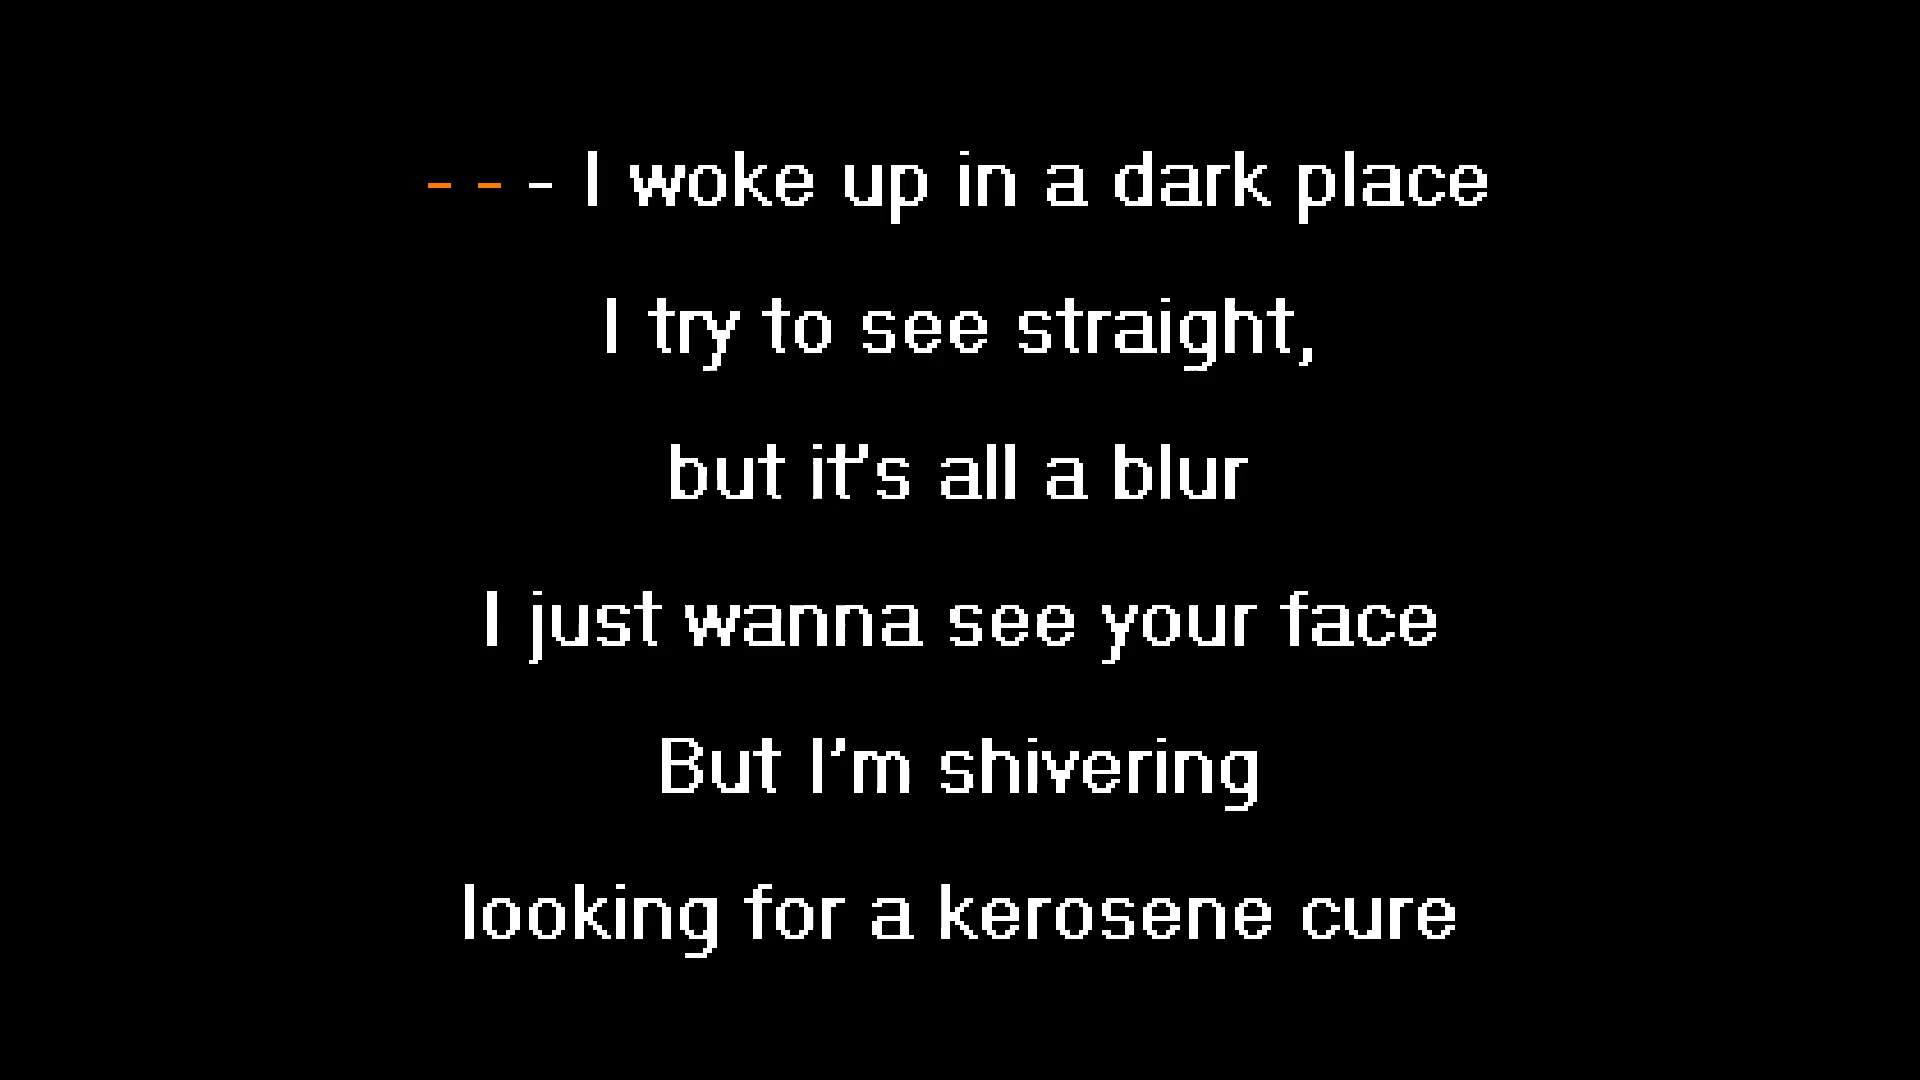 - - - I woke up in a dark place
I try to see straight,
but it's all a blur
I just wanna see your face
But I'm shivering
looking for a kerosene cure